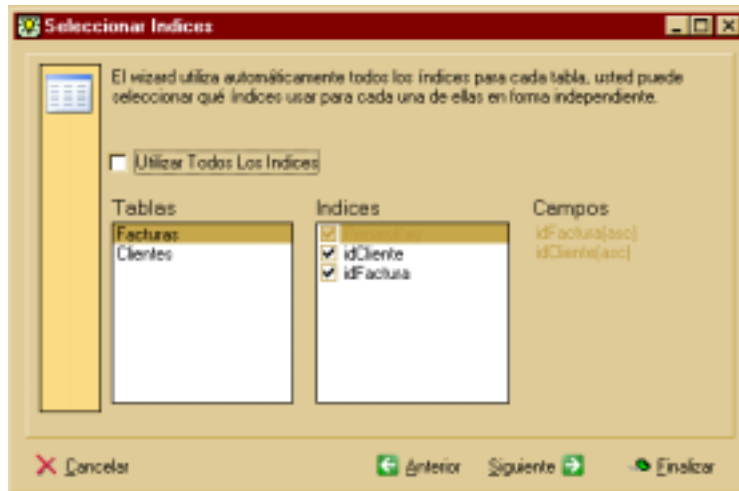 Seleccionar Indices
El wizard utiliza automáticamente todos los índices para cada tabla, usted puede
seleccionar qué índices usar para cada una de ellas en forma independiente.
Utilizar Todos Los Indices
Tablas
Indices
Campos
Facturas
Clientes
PrimaryKey
idCliente
idFactura
idFactura(asc)
idCliente(asc)
Cancelar
Anterior
Siguiente
Finalizar